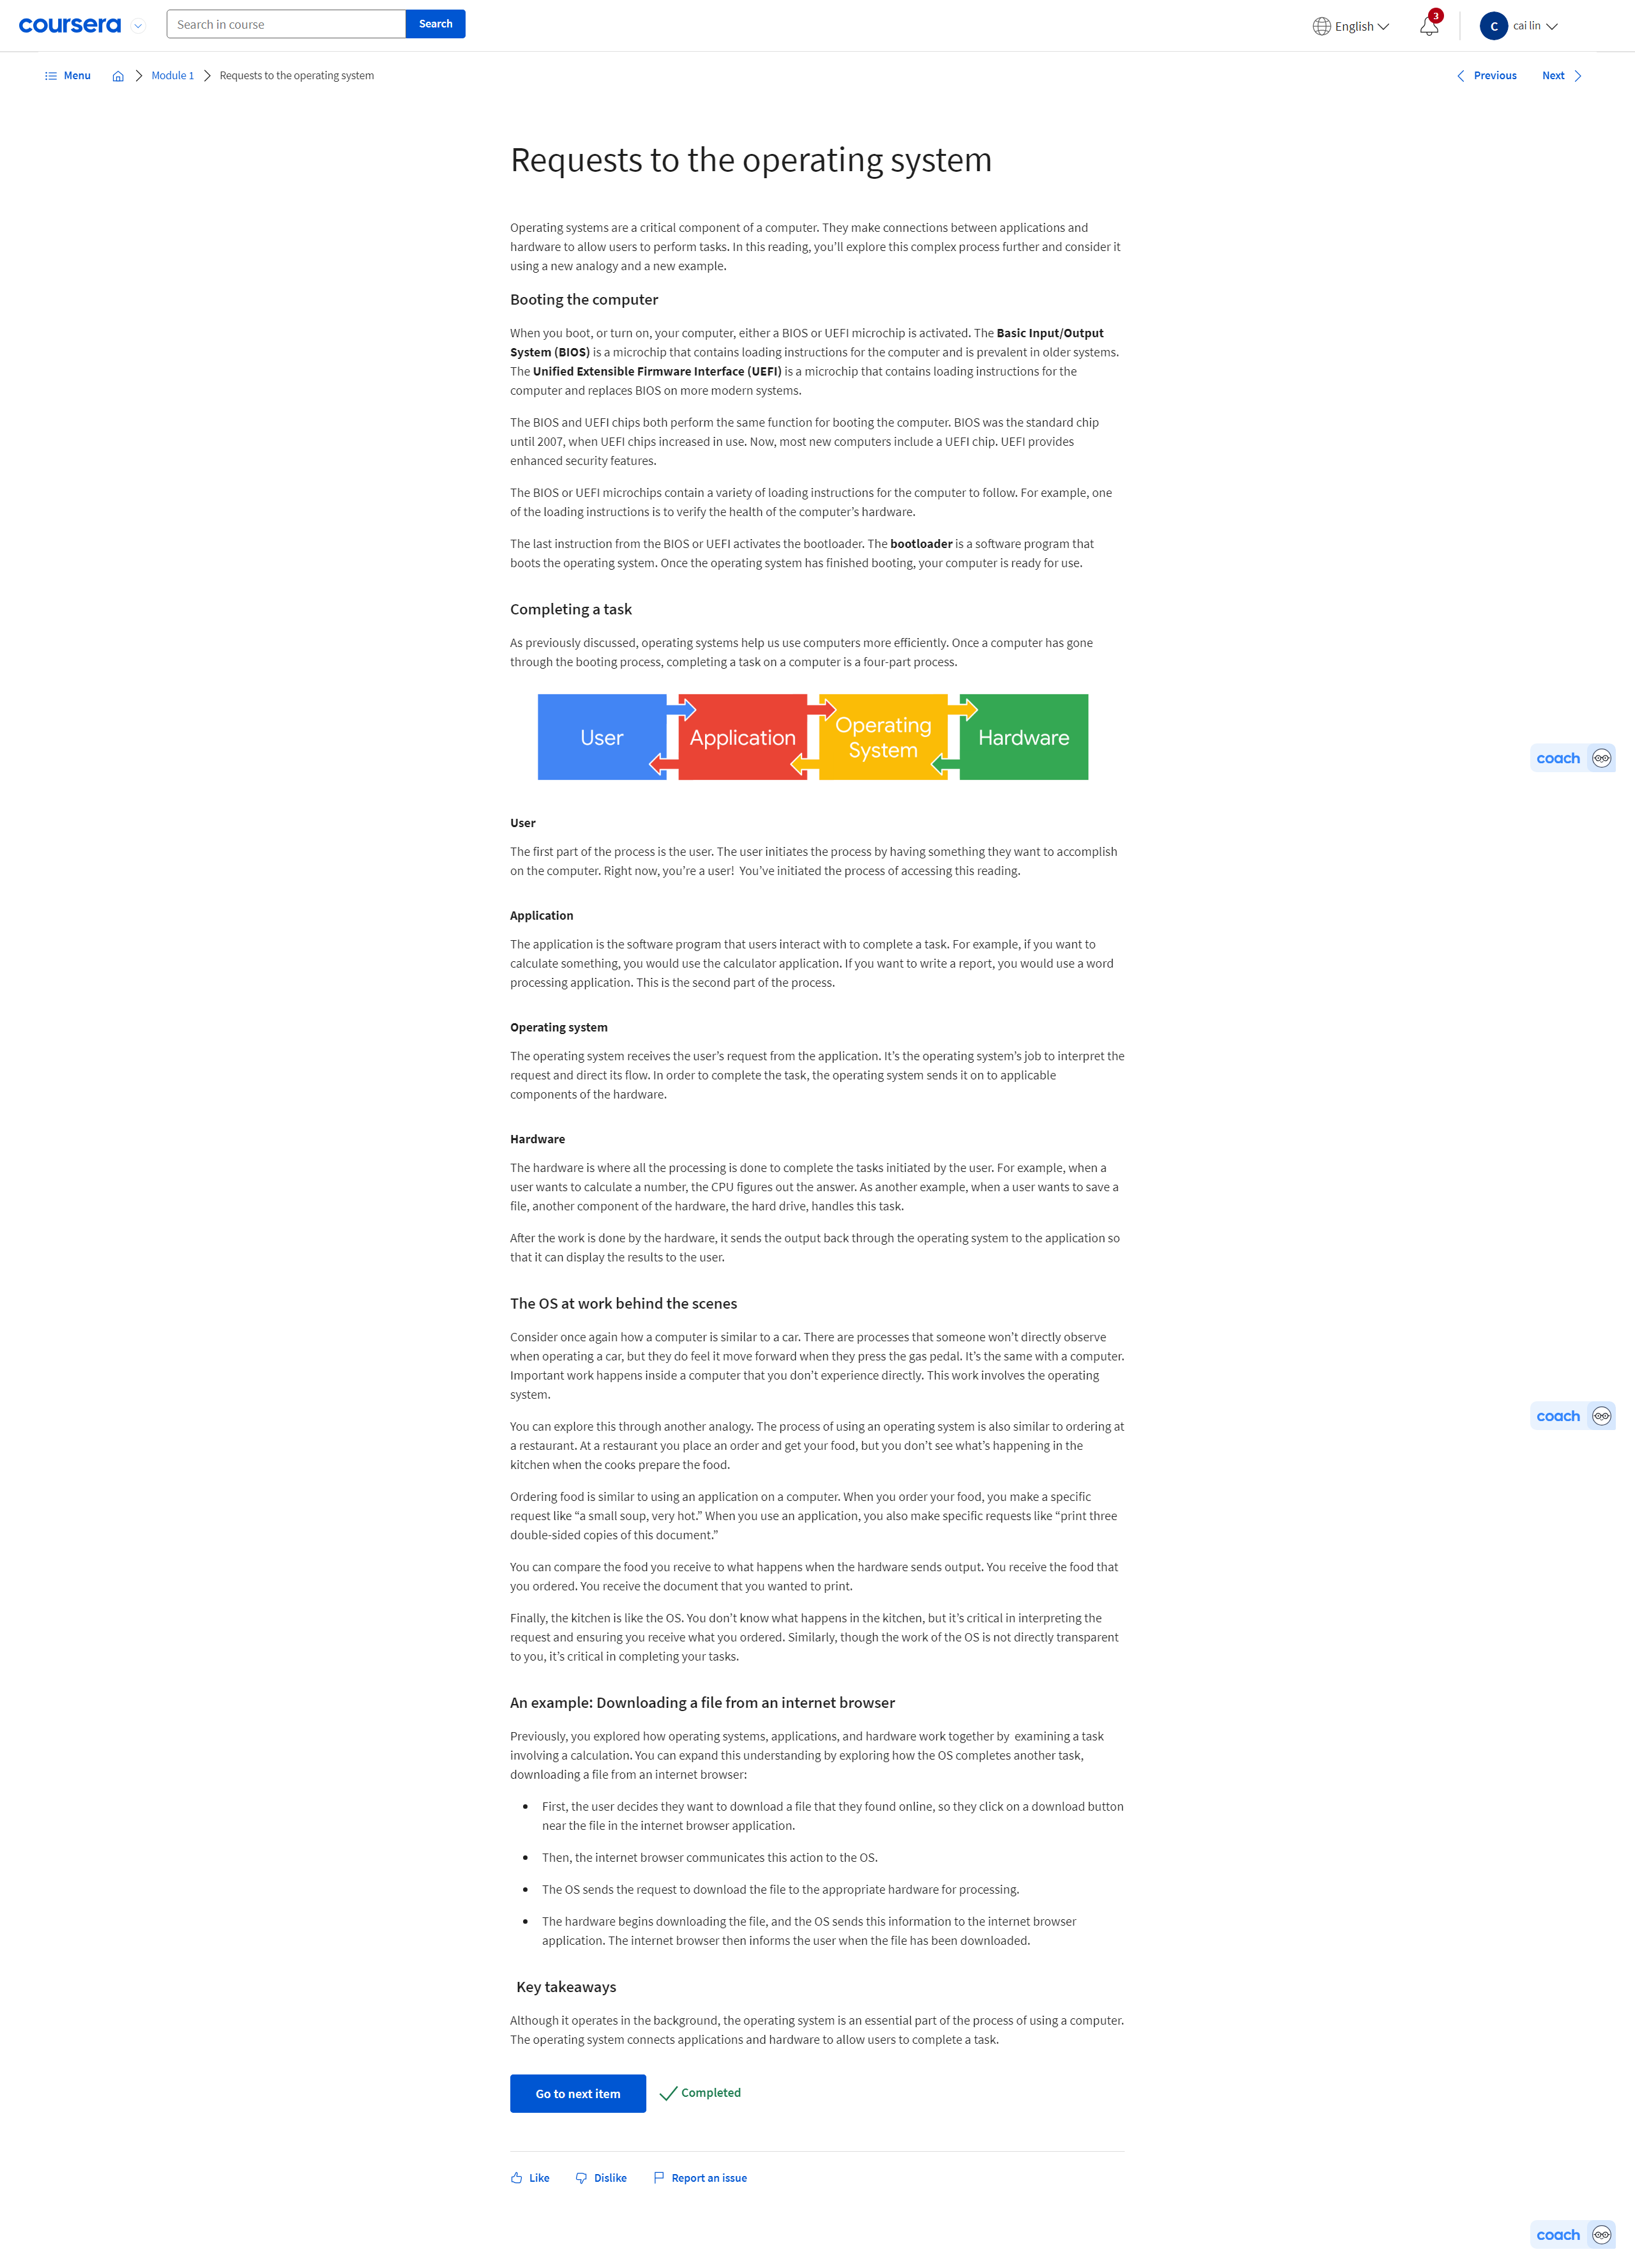 coursera
Search in course
Search
English
3
C
cai lin
Menu
Module 1
Requests to the operating system
Previous
Next
Requests to the operating system
Operating systems are a critical component of a computer. They make connections between applications and
hardware to allow users to perform tasks. In this reading, you’ll explore this complex process further and consider it
using a new analogy and a new example.
Booting the computer
When you boot, or turn on, your computer, either a BIOS or UEFI microchip is activated. The Basic Input/Output
System (BIOS) is a microchip that contains loading instructions for the computer and is prevalent in older systems.
The Unified Extensible Firmware Interface (UEFI) is a microchip that contains loading instructions for the
computer and replaces BIOS on more modern systems.
The BIOS and UEFI chips both perform the same function for booting the computer. BIOS was the standard chip
until 2007, when UEFI chips increased in use. Now, most new computers include a UEFI chip. UEFI provides
enhanced security features.
The BIOS or UEFI microchips contain a variety of loading instructions for the computer to follow. For example, one
of the loading instructions is to verify the health of the computer’s hardware.
The last instruction from the BIOS or UEFI activates the bootloader. The bootloader is a software program that
boots the operating system. Once the operating system has finished booting, your computer is ready for use.
Completing a task
As previously discussed, operating systems help us use computers more efficiently. Once a computer has gone
through the booting process, completing a task on a computer is a four-part process.
User
Application
Operating
System
Hardware
coach
User
The first part of the process is the user. The user initiates the process by having something they want to accomplish
on the computer. Right now, you’re a user!  You’ve initiated the process of accessing this reading.
Application
The application is the software program that users interact with to complete a task. For example, if you want to
calculate something, you would use the calculator application. If you want to write a report, you would use a word
processing application. This is the second part of the process.
Operating system
The operating system receives the user’s request from the application. It’s the operating system’s job to interpret the
request and direct its flow. In order to complete the task, the operating system sends it on to applicable
components of the hardware.
Hardware
The hardware is where all the processing is done to complete the tasks initiated by the user. For example, when a
user wants to calculate a number, the CPU figures out the answer. As another example, when a user wants to save a
file, another component of the hardware, the hard drive, handles this task.
After the work is done by the hardware, it sends the output back through the operating system to the application so
that it can display the results to the user.
The OS at work behind the scenes
Consider once again how a computer is similar to a car. There are processes that someone won’t directly observe
when operating a car, but they do feel it move forward when they press the gas pedal. It’s the same with a computer.
Important work happens inside a computer that you don’t experience directly. This work involves the operating
system.
coach
You can explore this through another analogy. The process of using an operating system is also similar to ordering at
a restaurant. At a restaurant you place an order and get your food, but you don’t see what’s happening in the
kitchen when the cooks prepare the food.
Ordering food is similar to using an application on a computer. When you order your food, you make a specific
request like “a small soup, very hot.” When you use an application, you also make specific requests like “print three
double-sided copies of this document.”
You can compare the food you receive to what happens when the hardware sends output. You receive the food that
you ordered. You receive the document that you wanted to print.
Finally, the kitchen is like the OS. You don’t know what happens in the kitchen, but it’s critical in interpreting the
request and ensuring you receive what you ordered. Similarly, though the work of the OS is not directly transparent
to you, it’s critical in completing your tasks.
An example: Downloading a file from an internet browser
Previously, you explored how operating systems, applications, and hardware work together by  examining a task
involving a calculation. You can expand this understanding by exploring how the OS completes another task,
downloading a file from an internet browser:
• First, the user decides they want to download a file that they found online, so they click on a download button
near the file in the internet browser application.
• Then, the internet browser communicates this action to the OS.
• The OS sends the request to download the file to the appropriate hardware for processing.
• The hardware begins downloading the file, and the OS sends this information to the internet browser
application. The internet browser then informs the user when the file has been downloaded.
Key takeaways
Although it operates in the background, the operating system is an essential part of the process of using a computer.
The operating system connects applications and hardware to allow users to complete a task.
Go to next item
Completed
Like
Dislike
Report an issue
coach